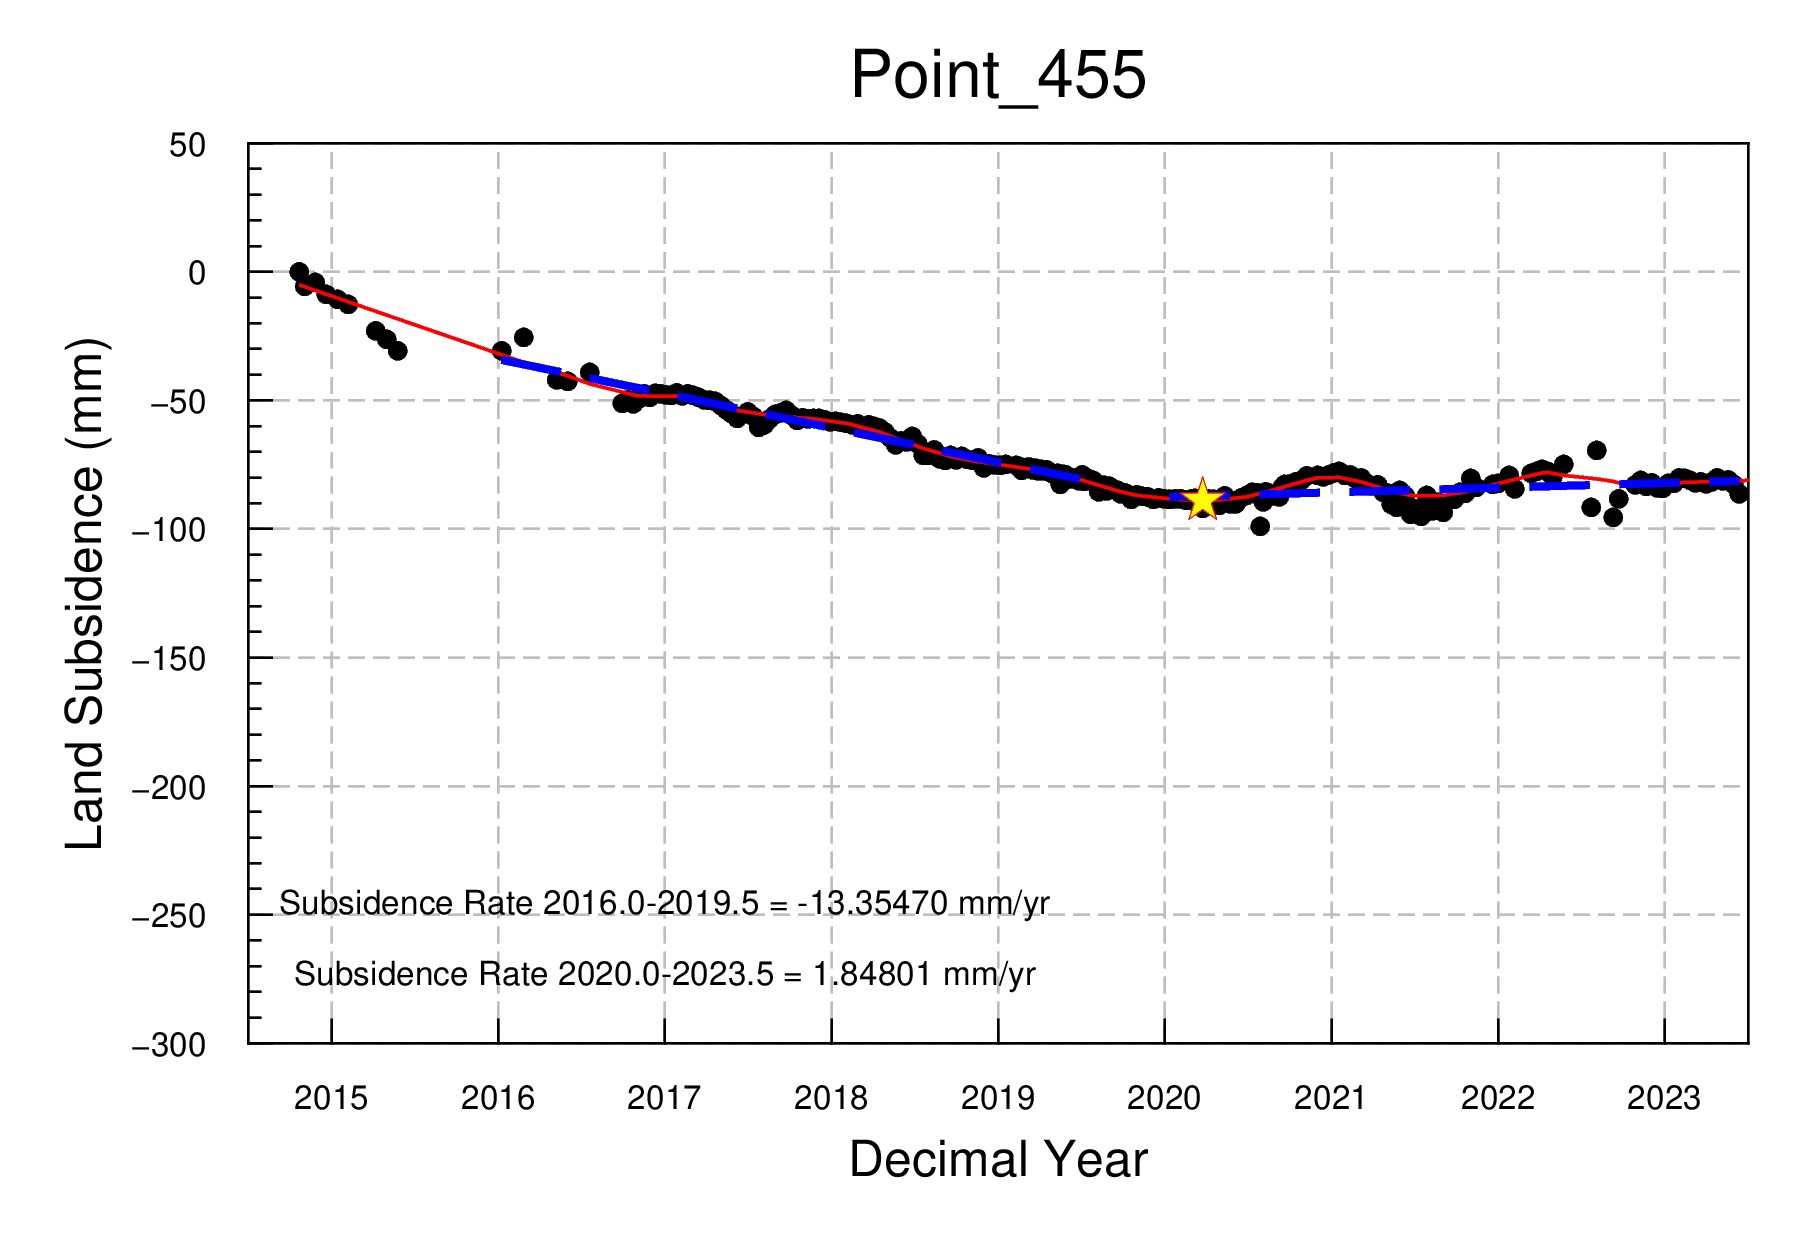 Point_455
50
0
−50
−100
−150
−200
−250
−300
Land Subsidence (mm)
Subsidence Rate 2016.0-2019.5 = -13.35470 mm/yr
Subsidence Rate 2020.0-2023.5 = 1.84801 mm/yr
2015 2016 2017 2018 2019 2020 2021 2022 2023
Decimal Year